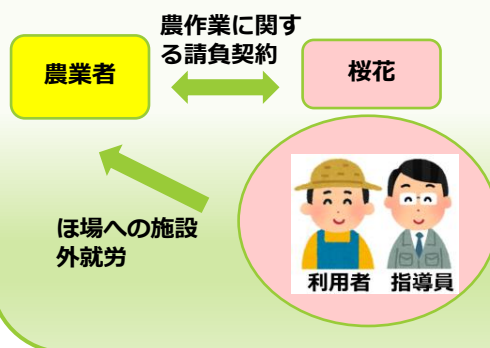 農作業に関す
る請負契約
農業者
桜花
ほ場への施設
外就労
利用者 指導員